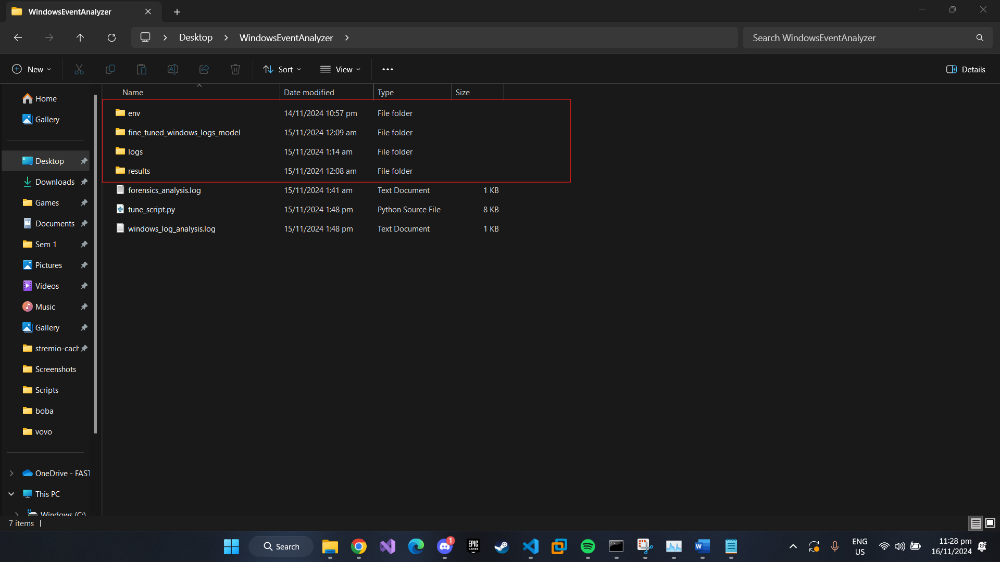 WindowsEventAnalyzer
Desktop WindowsEventAnalyzer
Search WindowsEventAnalyzer
New Sort View Details
Name Date modified Type Size
env 14/11/2024 10:57 pm File folder
fine_tuned_windows_logs_model 15/11/2024 12:09 am File folder
logs 15/11/2024 1:14 am File folder
results 15/11/2024 12:08 am File folder
forensics_analysis.log 15/11/2024 1:41 am Text Document 1 KB
tune_script.py 15/11/2024 1:48 pm Python Source File 8 KB
windows_log_analysis.log 15/11/2024 1:48 pm Text Document 1 KB
Home
Gallery
Desktop
Downloads
Games
Documents
Sem 1
Pictures
Videos
Music
Gallery
stremio-cach
Screenshots
Scripts
boba
vovo
OneDrive - FAST
This PC
Windows (C:)
7 items
Search
1
EPIC
GAMES
W
ENG
US
11:28 pm
16/11/2024